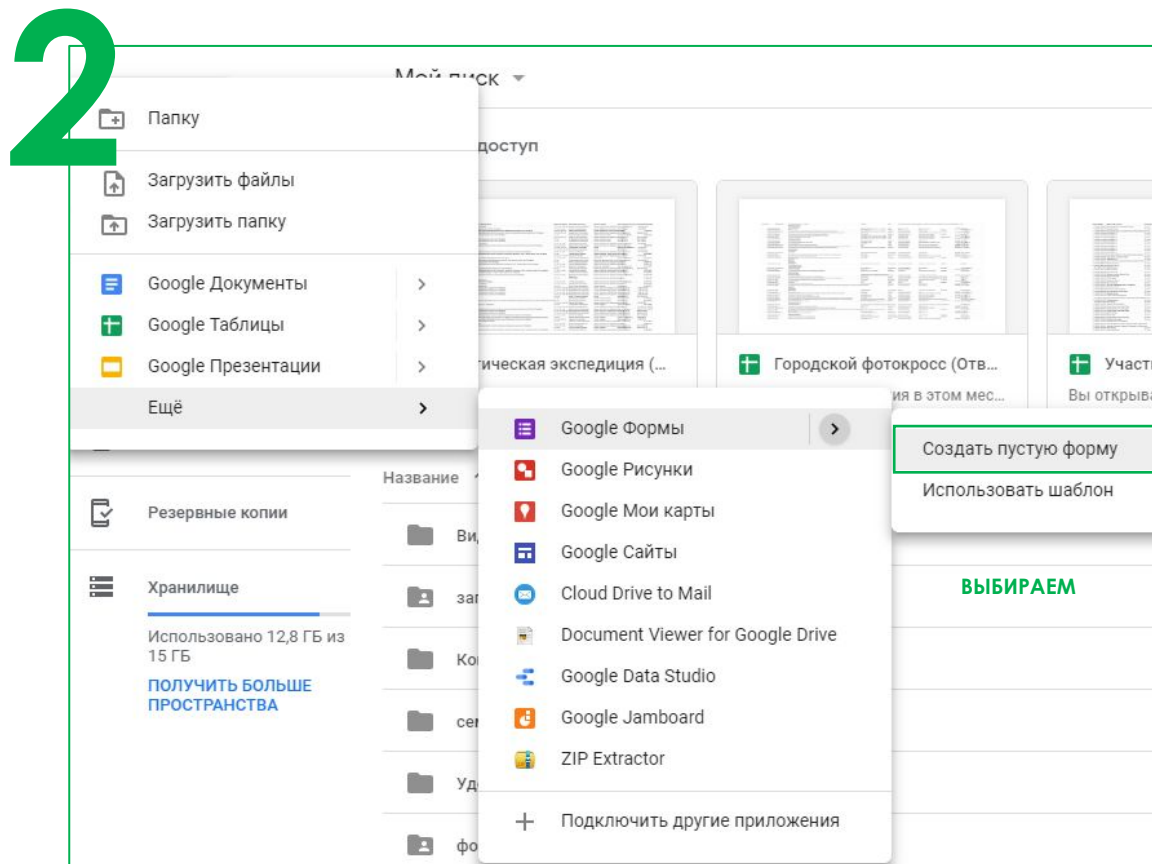 2
Мой диск
Папку
доступ
Загрузить файлы
Загрузить папку
Google Документы
Google Таблицы
Google Презентации
Ещё
экспедиция (...
Городской фотокросс (Отв...
Участ
в этом мес...
Вы открыв
Google Формы
Google Рисунки
Google Мои карты
Google Сайты
Cloud Drive to Mail
Document Viewer for Google Drive
Google Data Studio
Google Jamboard
ZIP Extractor
Подключить другие приложения
Создать пустую форму
Использовать шаблон
ВЫБИРАЕМ
Название
Резервные копии
Хранилище
Использовано 12,8 ГБ из
15 ГБ
ПОЛУЧИТЬ БОЛЬШЕ
ПРОСТРАНСТВА